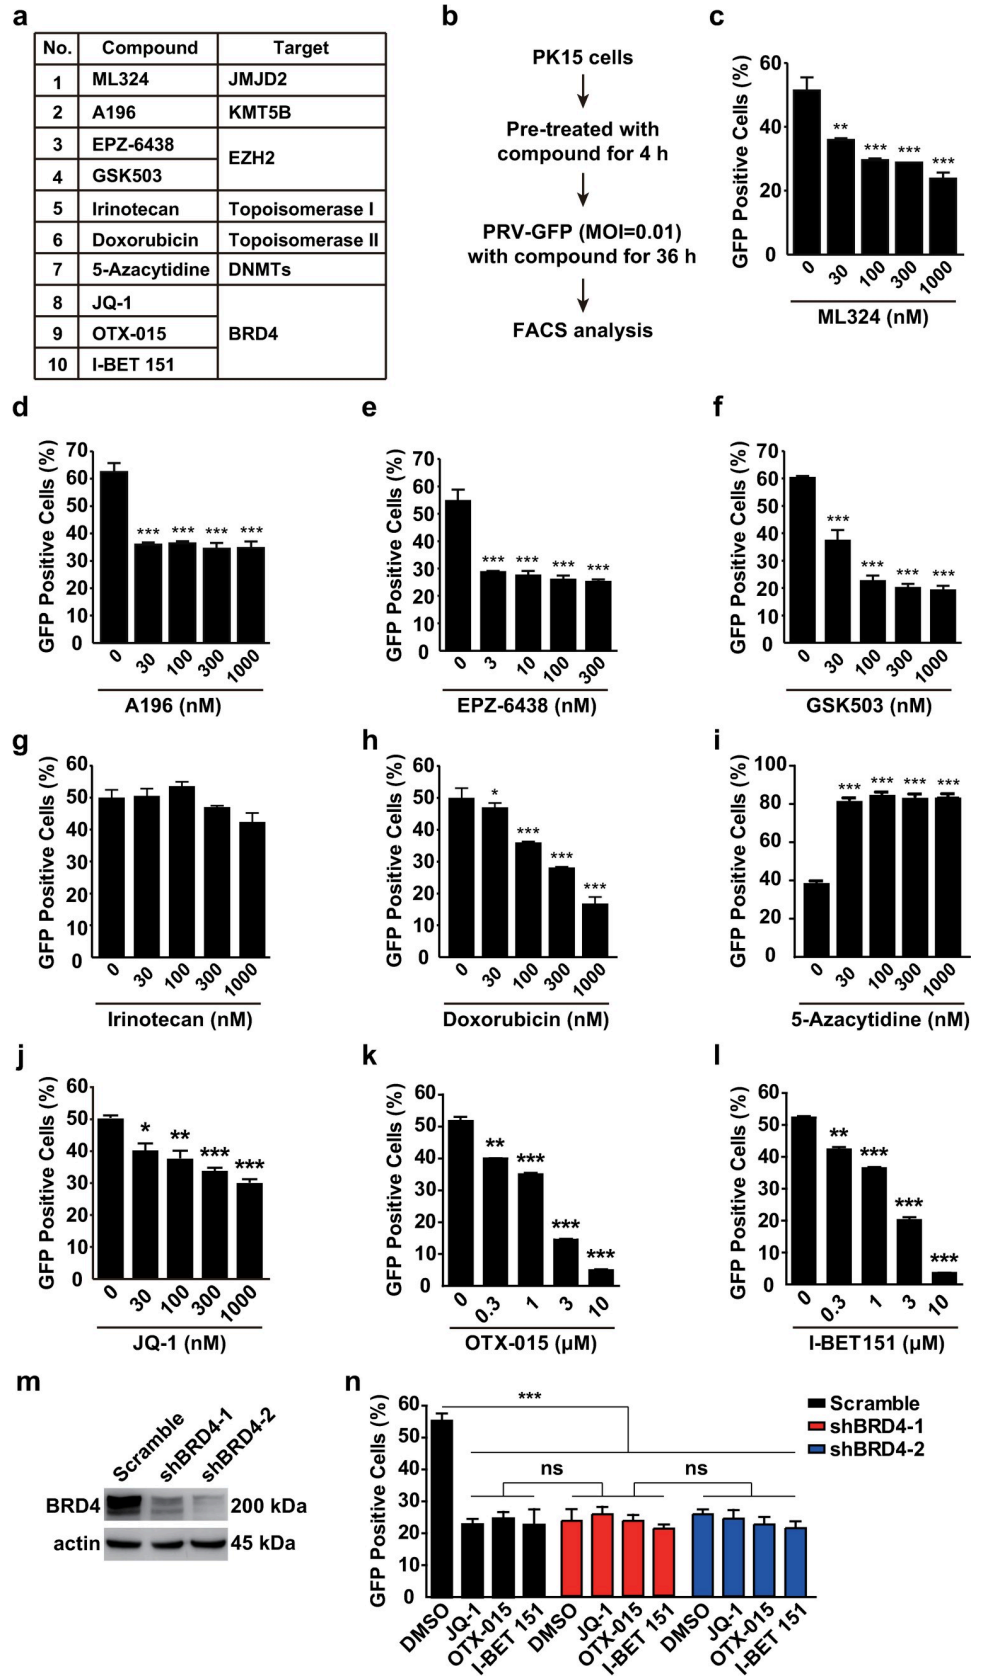 a
No. Compound Target
1 ML324 JMJD2
2 A196 KMT5B
3 EPZ-6438 EZH2
4 GSK503
5 Irinotecan Topoisomerase I
6 Doxorubicin Topoisomerase II
7 5-Azacytidine DNMTs
8 JQ-1
9 OTX-015 BRD4
10 I-BET 151
b
PK15 cells
Pre-treated with
compound for 4 h
PRV-GFP (MOI=0.01)
with compound for 36 h
FACS analysis
c
GFP Positive Cells (%)
60
40
20
0
** *** *** ***
0 30 100 300 1000
ML324 (nM)
d
GFP Positive Cells (%)
70
60
50
40
30
20
10
0
*** *** *** ***
0 30 100 300 1000
A196 (nM)
e
GFP Positive Cells (%)
70
60
50
40
30
20
10
0
*** *** *** ***
0 3 10 100 300
EPZ-6438 (nM)
f
GFP Positive Cells (%)
70
60
50
40
30
20
10
0
*** *** *** ***
0 30 100 300 1000
GSK503 (nM)
g
GFP Positive Cells (%)
60
50
40
30
20
10
0
0 30 100 300 1000
Irinotecan (nM)
h
GFP Positive Cells (%)
60
50
40
30
20
10
0
* *** *** ***
0 30 100 300 1000
Doxorubicin (nM)
i
GFP Positive Cells (%)
100
80
60
40
20
0
*** *** *** ***
0 30 100 300 1000
5-Azacytidine (nM)
j
GFP Positive Cells (%)
60
50
40
30
20
10
0
* ** *** ***
0 30 100 300 1000
JQ-1 (nM)
k
GFP Positive Cells (%)
60
50
40
30
20
10
0
** *** *** ***
0 0.3 1 3 10
OTX-015 (μM)
l
GFP Positive Cells (%)
60
50
40
30
20
10
0
** *** *** ***
0 0.3 1 3 10
I-BET151 (μM)
m
Scramble shBRD4-1 shBRD4-2
BRD4 200 kDa
actin 45 kDa
n
GFP Positive Cells (%)
60
50
40
30
20
10
0
***
ns ns
Scramble
shBRD4-1
shBRD4-2
DMSO JQ-1 OTX-015 I-BET 151 DMSO JQ-1 OTX-015 I-BET 151 DMSO JQ-1 OTX-015 I-BET 151